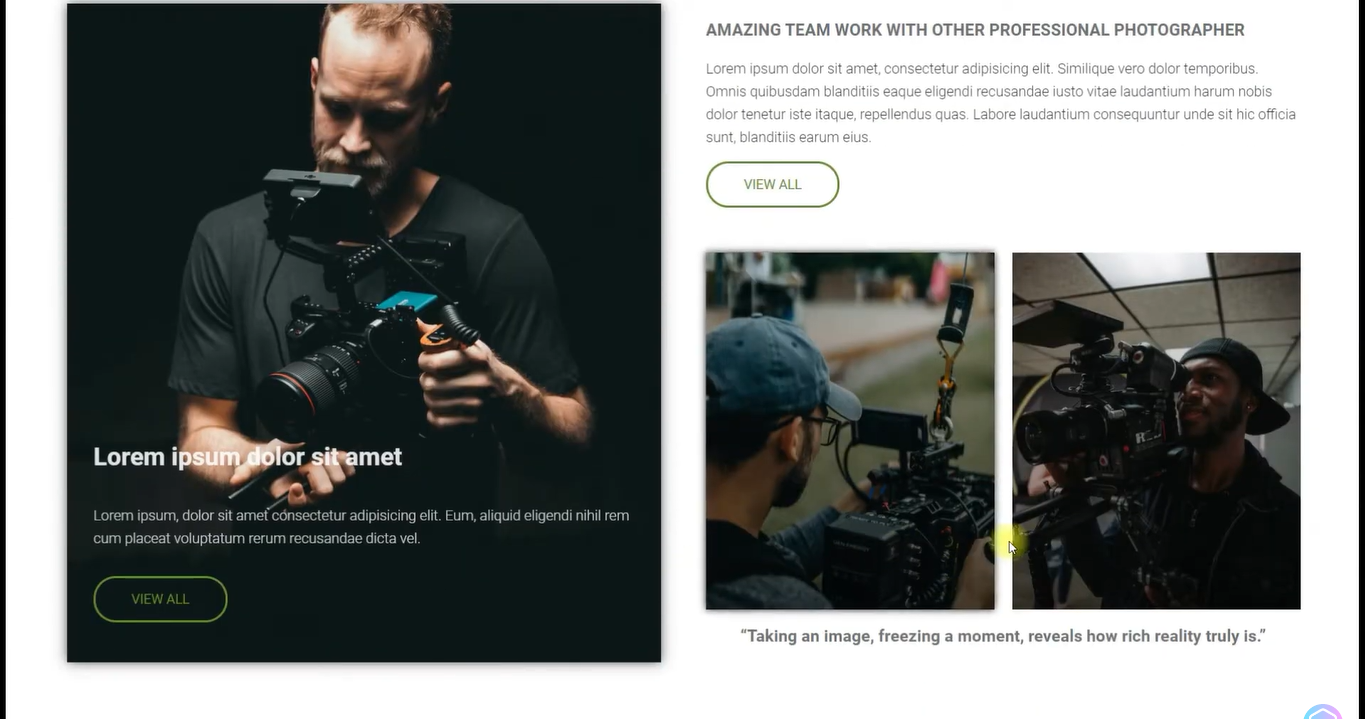 Lorem ipsum dolor sit amet
Lorem ipsum, dolor sit amet consectetur adipisicing elit. Eum, aliquid eligendi nihil rem
cum placeat voluptatum rerum recusandae dicta vel.
VIEW ALL
AMAZING TEAM WORK WITH OTHER PROFESSIONAL PHOTOGRAPHER
Lorem ipsum dolor sit amet, consectetur adipisicing elit. Similique vero dolor temporibus.
Omnis quibusdam blanditiis eaque eligendi recusandae iusto vitae laudantium harum nobis
dolor tenetur iste itaque, repellendus quas. Labore laudantium consequuntur unde sit hic officia
sunt, blanditiis earum eius.
VIEW ALL
“Taking an image, freezing a moment, reveals how rich reality truly is.”